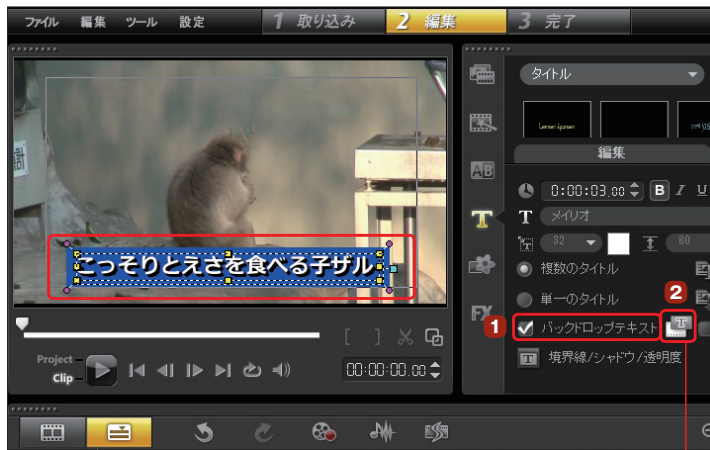 ファイル 編集 ツール 設定 1 取り込み 2 編集 3 完了
タイトル
Lorem ipsum
編集
AB
0:00:03.00 B I U
T T メイリオ
32 80
複数のタイトル
単一のタイトル 2
FX
1 バックドロップテキスト T
T 境界線/シャドウ/透明度
計
こっそりとえさを食べる子ザル
[ ]
Project
Clip
00:00:00.00